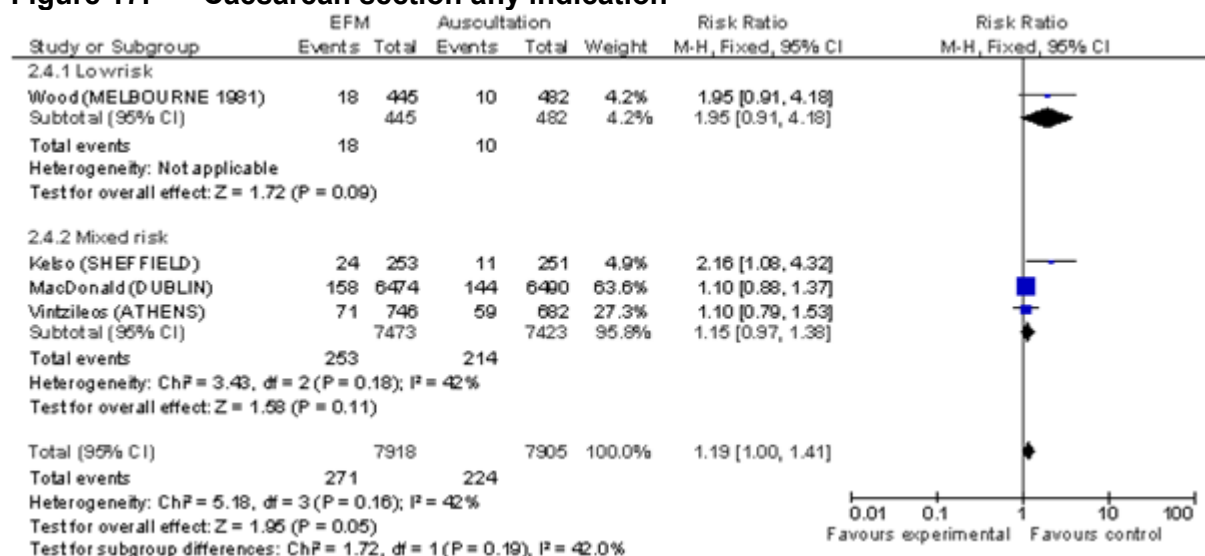 Figure 17: Caesarean section any indication
EFM Auscultation Risk Ratio Risk Ratio
Study or Subgroup Events Total Events Total Weight M-H, Fixed, 95% CI M-H, Fixed, 95% CI
2.4.1 Low risk
Wood (MELBOURNE 1981) 18 445 10 482 4.2% 1.95 [0.91, 4.18]
Subtotal (95% CI) 445 482 4.2% 1.95 [0.91, 4.18]
Total events 18 10
Heterogeneity: Not applicable
Test for overall effect: Z = 1.72 (P = 0.09)
2.4.2 Mixed risk
Kelso (SHEFFIELD) 24 253 11 251 4.9% 2.16 [1.08, 4.32]
MacDonald (DUBLIN) 158 6474 144 6490 63.6% 1.10 [0.88, 1.37]
Vintzileos (ATHENS) 71 746 59 682 27.3% 1.10 [0.79, 1.53]
Subtotal (95% CI) 7473 7423 95.8% 1.15 [0.97, 1.38]
Total events 253 214
Heterogeneity: Chi² = 3.43, df = 2 (P = 0.18); I² = 42%
Test for overall effect: Z = 1.58 (P = 0.11)
Total (95% CI) 7918 7905 100.0% 1.19 [1.00, 1.41]
Total events 271 224
Heterogeneity: Chi² = 5.18, df = 3 (P = 0.16); I² = 42%
Test for overall effect: Z = 1.95 (P = 0.05)
Test for subgroup differences: Chi² = 1.72, df = 1 (P = 0.19), I² = 42.0%
0.01 0.1 1 10 100
Favours experimental Favours control